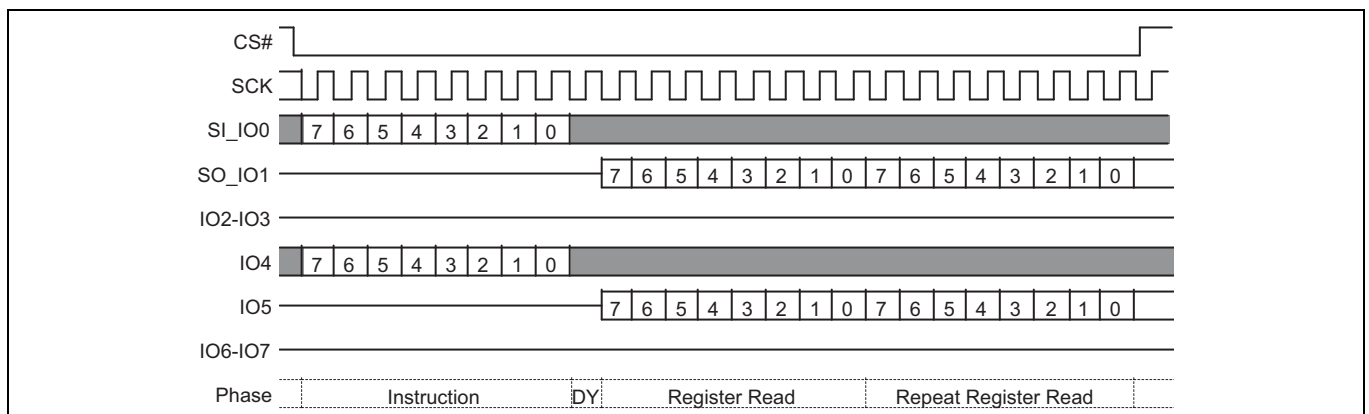 CS#
SCK
SI_IO0 7 6 5 4 3 2 1 0
SO_IO1 7 6 5 4 3 2 1 0 7 6 5 4 3 2 1 0
IO2-IO3
IO4 7 6 5 4 3 2 1 0
IO5 7 6 5 4 3 2 1 0 7 6 5 4 3 2 1 0
IO6-IO7
Phase Instruction DY Register Read Repeat Register Read